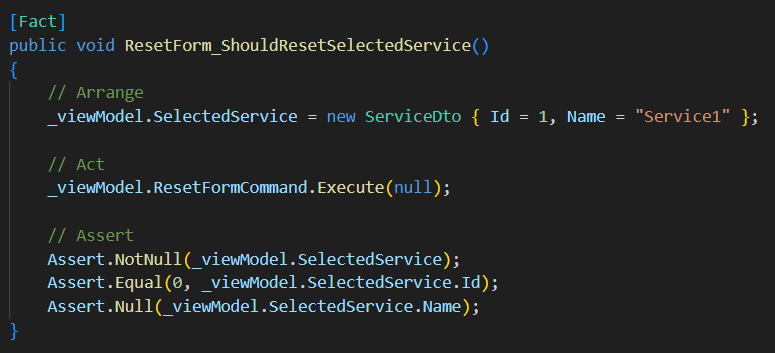 [Fact]
public void ResetForm_ShouldResetSelectedService()
{
    // Arrange
    _viewModel.SelectedService = new ServiceDto { Id = 1, Name = "Service1" };

    // Act
    _viewModel.ResetFormCommand.Execute(null);

    // Assert
    Assert.NotNull(_viewModel.SelectedService);
    Assert.Equal(0, _viewModel.SelectedService.Id);
    Assert.Null(_viewModel.SelectedService.Name);
}